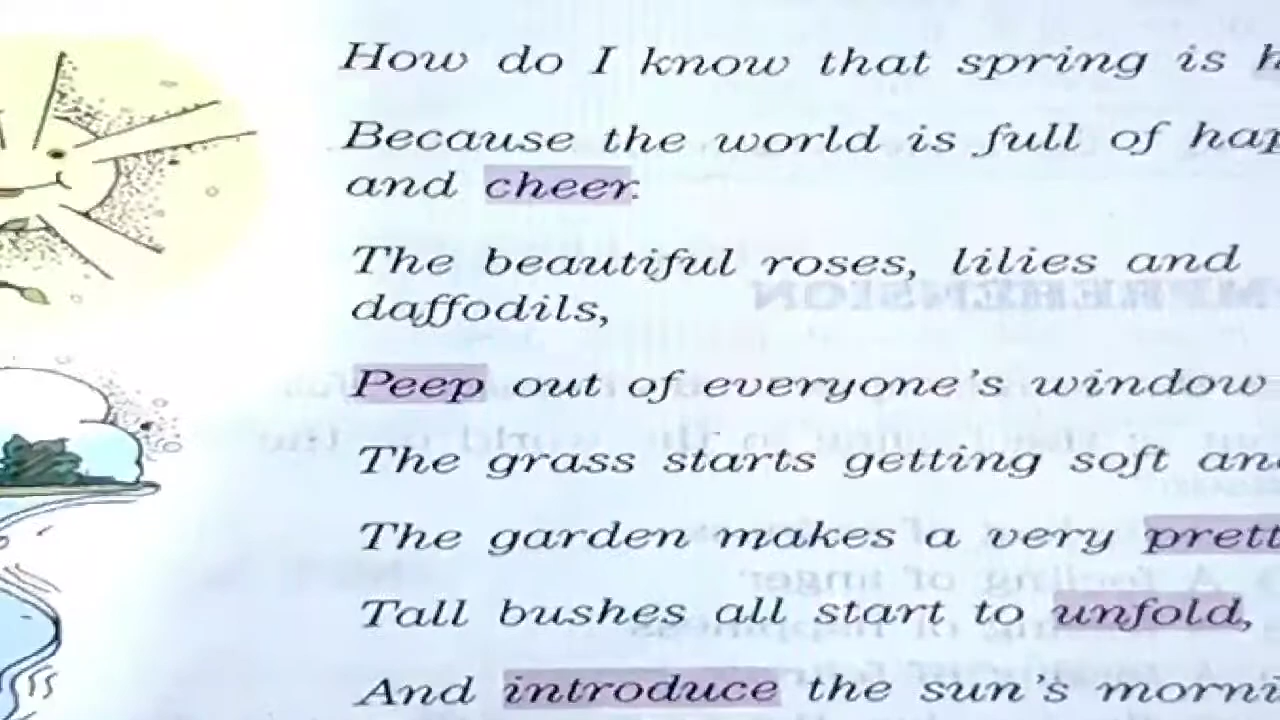 How do I know that spring is
Because the world is full of
and cheer.
The beautiful roses, lilies and
daffodils,
Peep out of everyone's window
The grass starts getting soft
The garden makes a very
Tall bushes all start to unfold,
And introduce the sun's